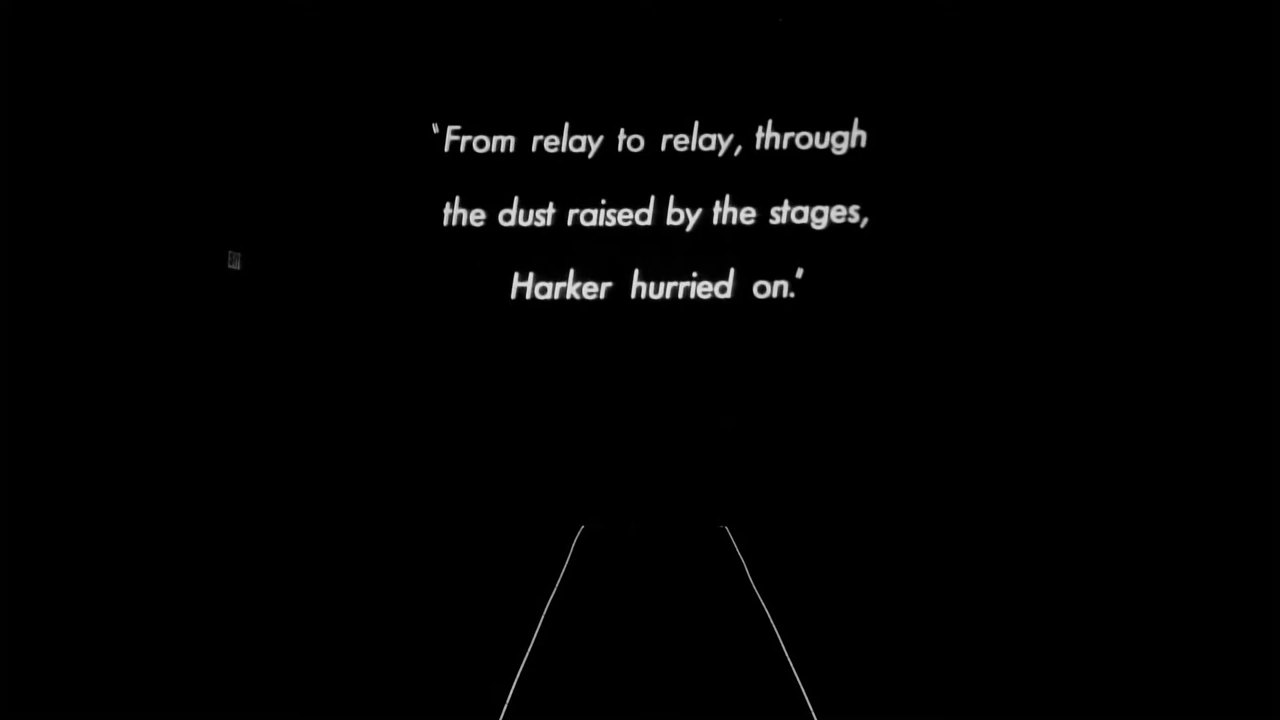 "From relay to relay, through
the dust raised by the stages,
Harker hurried on."